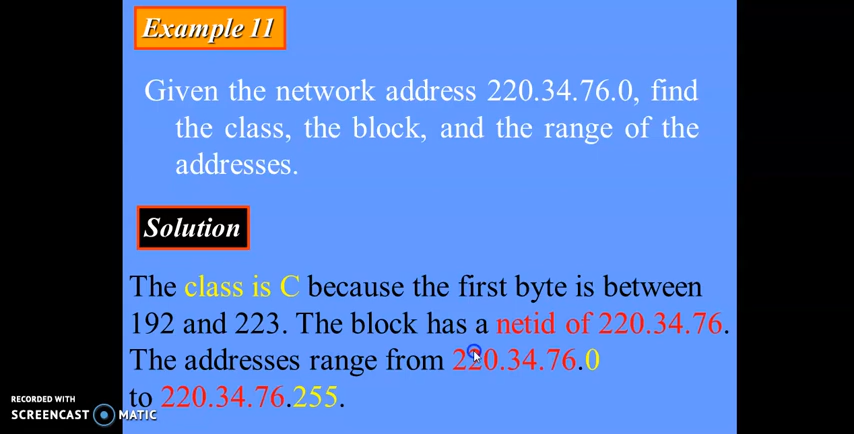 Example 11
Given the network address 220.34.76.0, find
the class, the block, and the range of the
addresses.
Solution
The class is C because the first byte is between
192 and 223. The block has a netid of 220.34.76.
The addresses range from 220.34.76.0
to 220.34.76.255.
RECORDED WITH
SCREENCAST MATIC